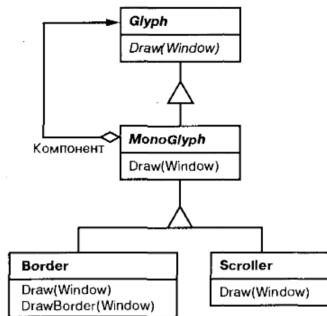 Glyph
Draw(Window)
Компонент
MonoGlyph
Draw(Window)
Border
Draw(Window)
DrawBorder(Window)
Scroller
Draw(Window)